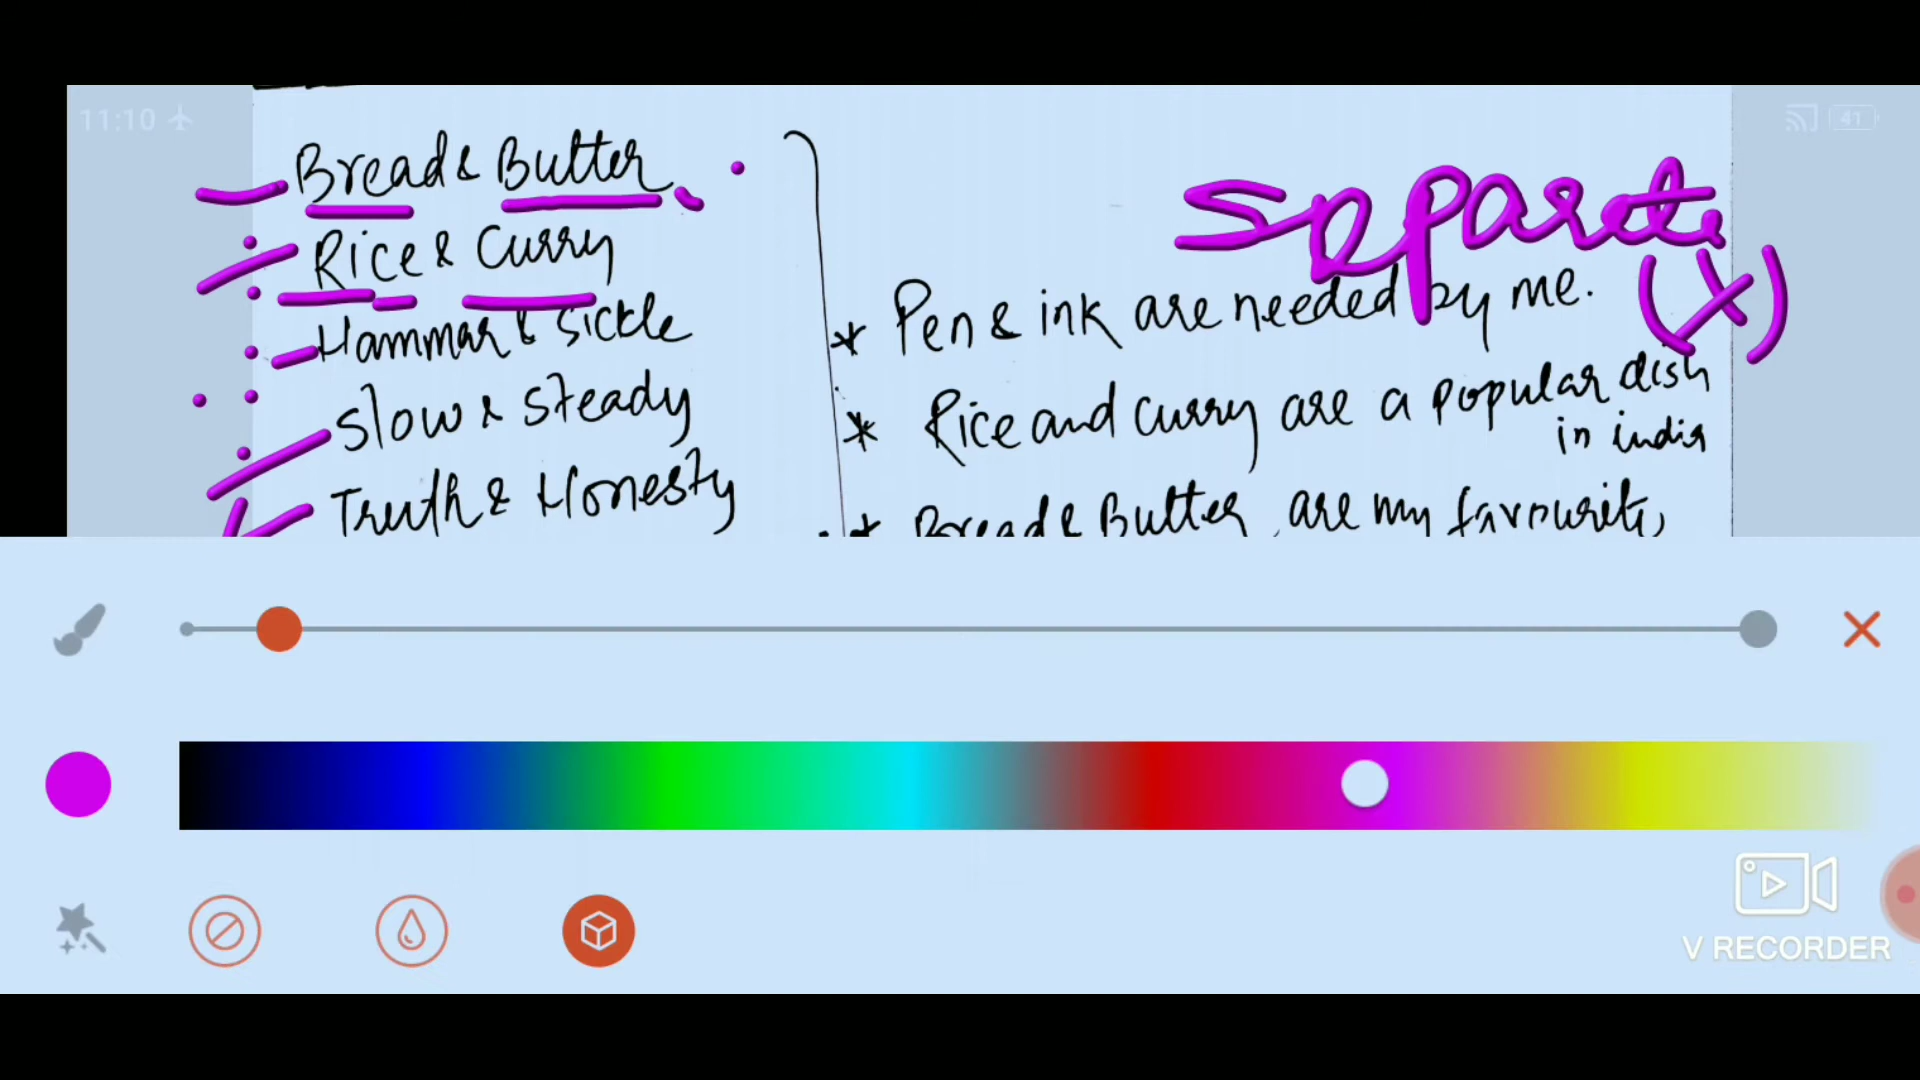 11:10
41
Bread & Butter
Rice & Curry
Hammar & Sickle
Slow & Steady
Truth & Honesty
Separate
(X)
* Pen & ink are needed by me.
* Rice and curry are a popular dish
in india
* Bread & Butter are my favourite,
V RECORDER